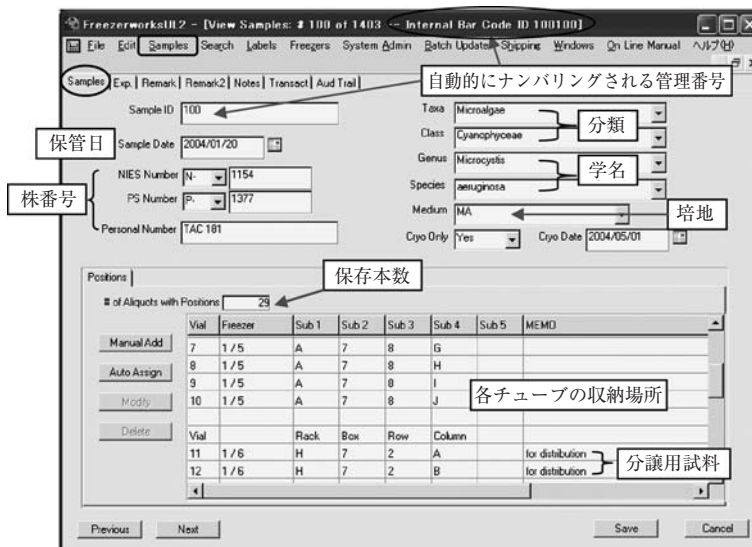 FreezerworksUL2 - [View Samples: # 100 of 1403 -- Internal Bar Code ID 100100]
File Edit Samples Search Labels Freezers System Admin Batch Update Shipping Windows On Line Manual ヘルプ(H)
Samples Exp. Remark Remark2 Notes Transact Aud Trail
自動的にナンバリングされる管理番号
Sample ID 100
Taxa Microalgae
Class Cyanophyceae
分類
保管日
Sample Date 2004/01/20
Genus Microcystis
Species aeruginosa
学名
株番号
NIES Number N- 1154
PS Number P- 1377
Personal Number TAC 181
Medium MA
培地
Cryo Only Yes Cryo Date 2004/05/01
Positions
保存本数
# of Aliquots with Positions 29
Manual Add
Auto Assign
Modify
Delete
Vial Freezer Sub 1 Sub 2 Sub 3 Sub 4 Sub 5 MEMO
7 1 / 5 A 7 8 G
8 1 / 5 A 7 8 H
9 1 / 5 A 7 8 I
10 1 / 5 A 7 8 J
各チューブの収納場所
Vial Rack Box Row Column
11 1 / 6 H 7 2 A for distribution
12 1 / 6 H 7 2 B for distribution
分譲用試料
Previous Next Save Cancel